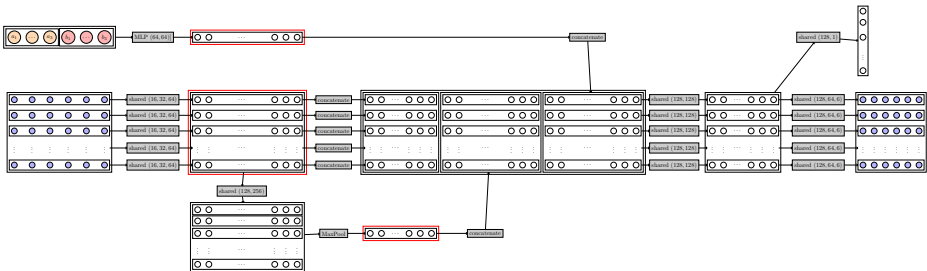 MLP (64, 64)]
concatenate
shared (128, 1)
shared (16, 32, 64)
concatenate
shared (128, 128)
shared (128, 64, 6)
shared (16, 32, 64)
concatenate
shared (128, 128)
shared (128, 64, 6)
shared (16, 32, 64)
concatenate
shared (128, 128)
shared (128, 64, 6)
shared (16, 32, 64)
concatenate
shared (128, 128)
shared (128, 64, 6)
shared (16, 32, 64)
concatenate
shared (128, 128)
shared (128, 64, 6)
shared (128, 256)
MaxPool
concatenate